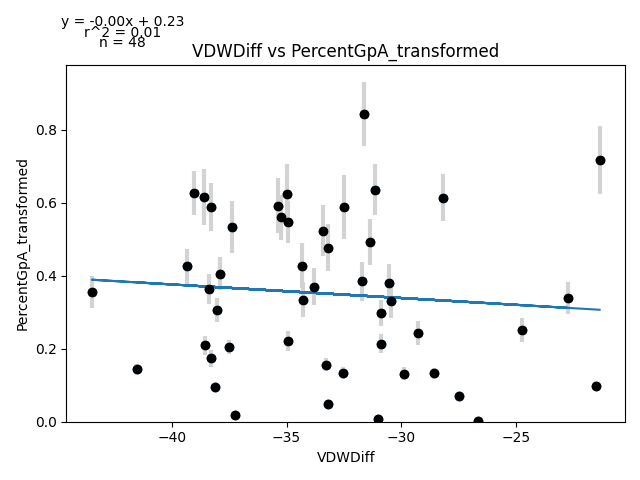 y = -0.00x + 0.23
r^2 = 0.01
n = 48
VDWDiff vs PercentGpA_transformed
PercentGpA_transformed
0.8
0.6
0.4
0.2
0.0
−40
−35
−30
−25
VDWDiff